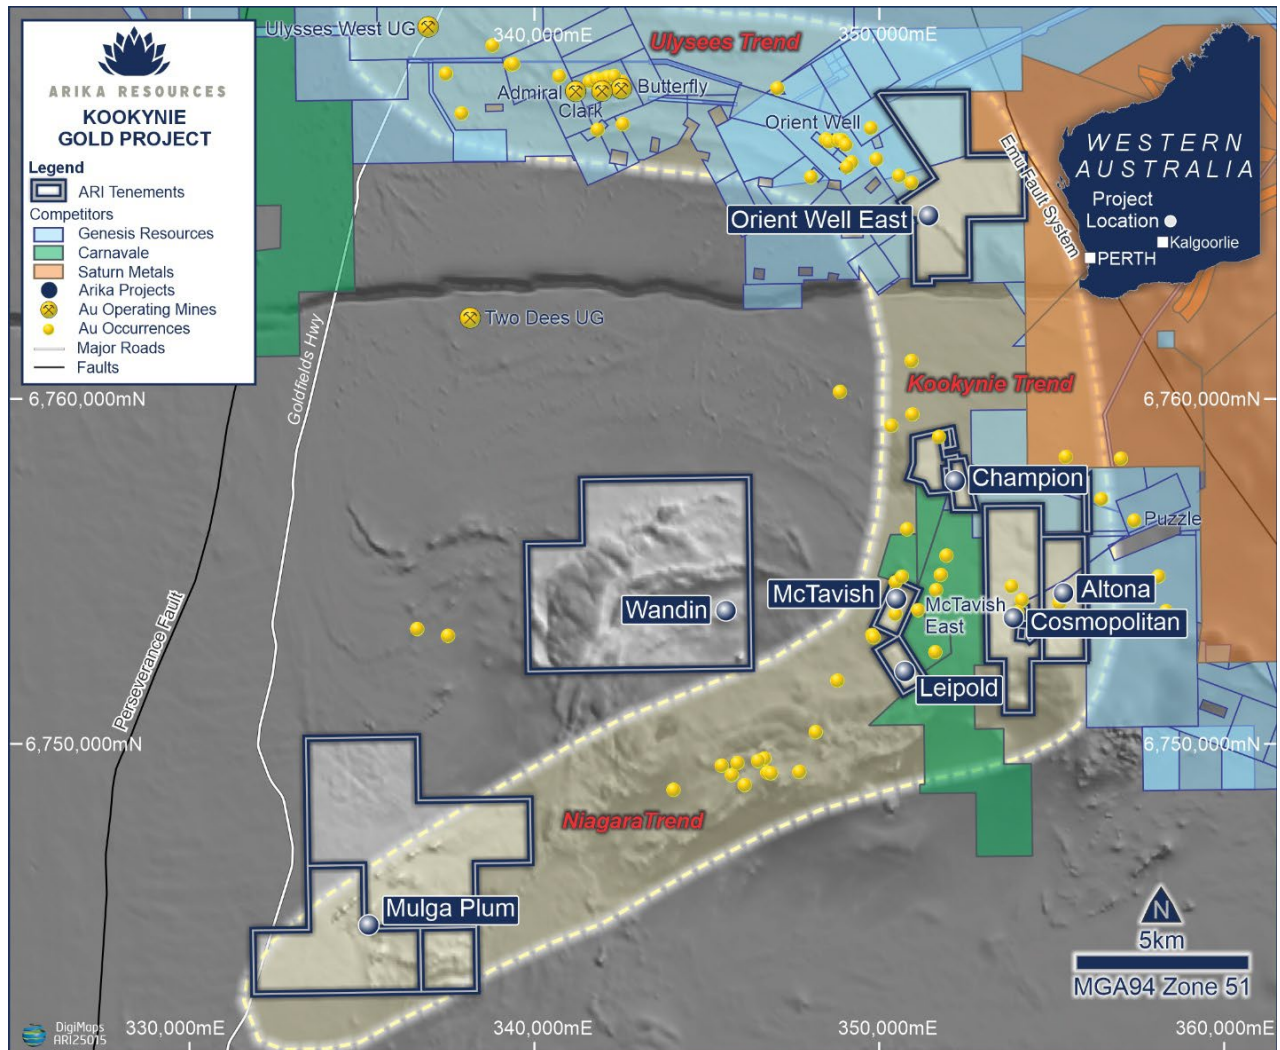 ARIKA RESOURCES
KOOKYNIE
GOLD PROJECT
Legend
ARI Tenements
Competitors
Genesis Resources
Carnavale
Saturn Metals
Arika Projects
Au Operating Mines
Au Occurrences
Major Roads
Faults
Ulysses West UG
340,000mE
Ulysees Trend
350,000mE
Admiral
Butterfly
Clark
Orient Well
Emu Fault System
WESTERN
AUSTRALIA
Project
Location
Kalgoorlie
PERTH
Orient Well East
Two Dees UG
Goldfields Hwy
Kookynie Trend
6,760,000mN
6,760,000mN
Champion
Puzzle
McTavish
McTavish
East
Altona
Wandin
Cosmopolitan
Leipold
Perseverance Fault
6,750,000mN
6,750,000mN
NiagaraTrend
Mulga Plum
N
5km
MGA94 Zone 51
DigiMaps
ARI25015
330,000mE
340,000mE
350,000mE
360,000mE